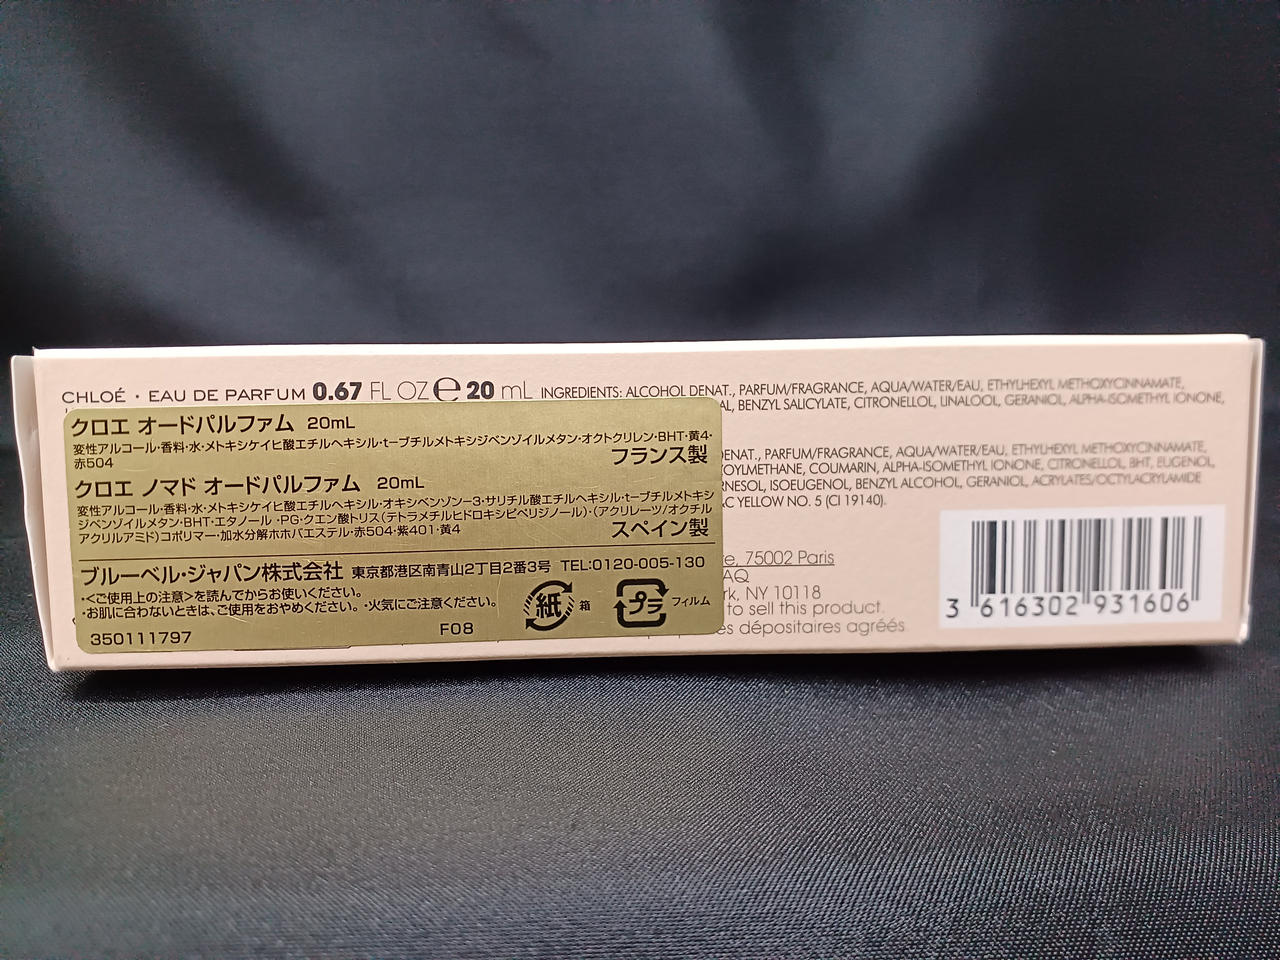 CHLOÉ · EAU DE PARFUM 0.67 FL OZ ℮ 20 mL INGREDIENTS: ALCOHOL DENAT., PARFUM/FRAGRANCE, AQUA/WATER/EAU, ETHYLHEXYL METHOXYCINNAMATE,
BENZYL SALICYLATE, CITRONELLOL, LINALOOL, GERANIOL, ALPHA-ISOMETHYL IONONE,
クロエ オードパルファム 20mL
変性アルコール・香料・水・メトキシケイヒ酸エチルヘキシル・t-ブチルメトキシジベンゾイルメタン・オクトクリレン・BHT・黄4・
赤504 フランス製
クロエ ノマド オードパルファム 20mL
変性アルコール・香料・水・メトキシケイヒ酸エチルヘキシル・オキシベンゾン-3・サリチル酸エチルヘキシル・t-ブチルメトキシ
ジベンゾイルメタン・BHT・エタノール・PG・クエン酸トリス(テトラメチルヒドロキシピペリジノール)・(アクリレーツ/オクチル
アクリルアミド)コポリマー・加水分解ホホバエステル・赤504・紫401・黄4 スペイン製
ブルーベル・ジャパン株式会社 東京都港区南青山2丁目2番3号 TEL:0120-005-130
・<ご使用上の注意>を読んでからお使いください。
・お肌に合わないときは、ご使用をおやめください。・火気にご注意ください。
紙 箱 プラ フィルム
350111797 F08
PARFUM/FRAGRANCE, AQUA/WATER/EAU, ETHYLHEXYL METHOXYCINNAMATE,
COUMARIN, ALPHA-ISOMETHYL IONONE, CITRONELLOL, BHT, EUGENOL,
ISOEUGENOL, BENZYL ALCOHOL, GERANIOL, ACRYLATES/OCTYLACRYLAMIDE
YELLOW NO. 5 (CI 19140).
75002 Paris
NY 10118
to sell this product.
dépositaires agréés
3 616302 931606